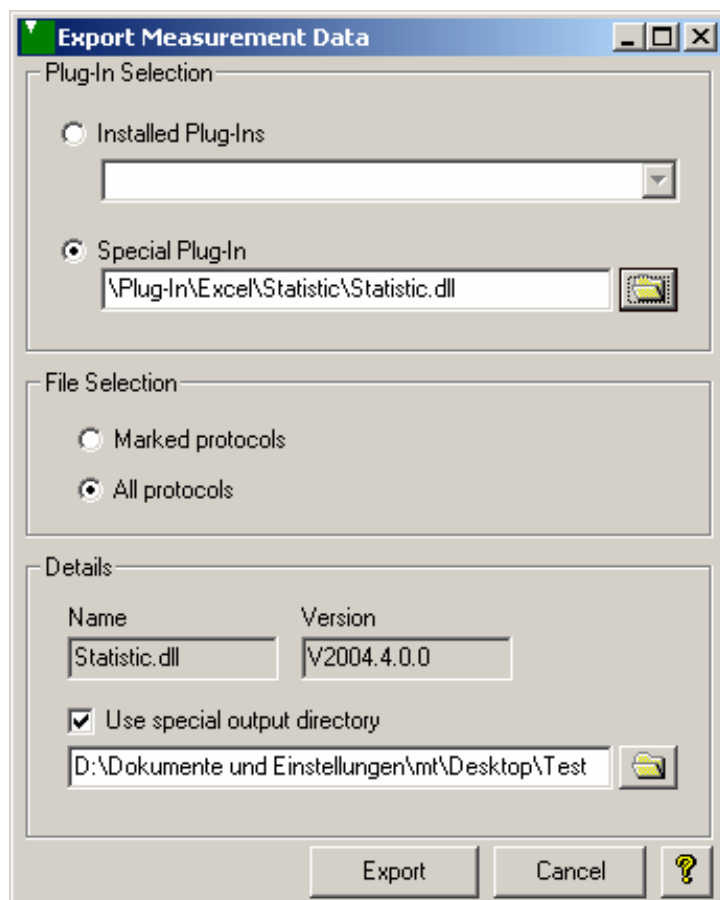 Export Measurement Data
Plug-In Selection
Installed Plug-Ins
Special Plug-In
\Plug-In\Excel\Statistic\Statistic.dll
File Selection
Marked protocols
All protocols
Details
Name Version
Statistic.dll V2004.4.0.0
Use special output directory
D:\Dokumente und Einstellungen\mt\Desktop\Test
Export Cancel ?